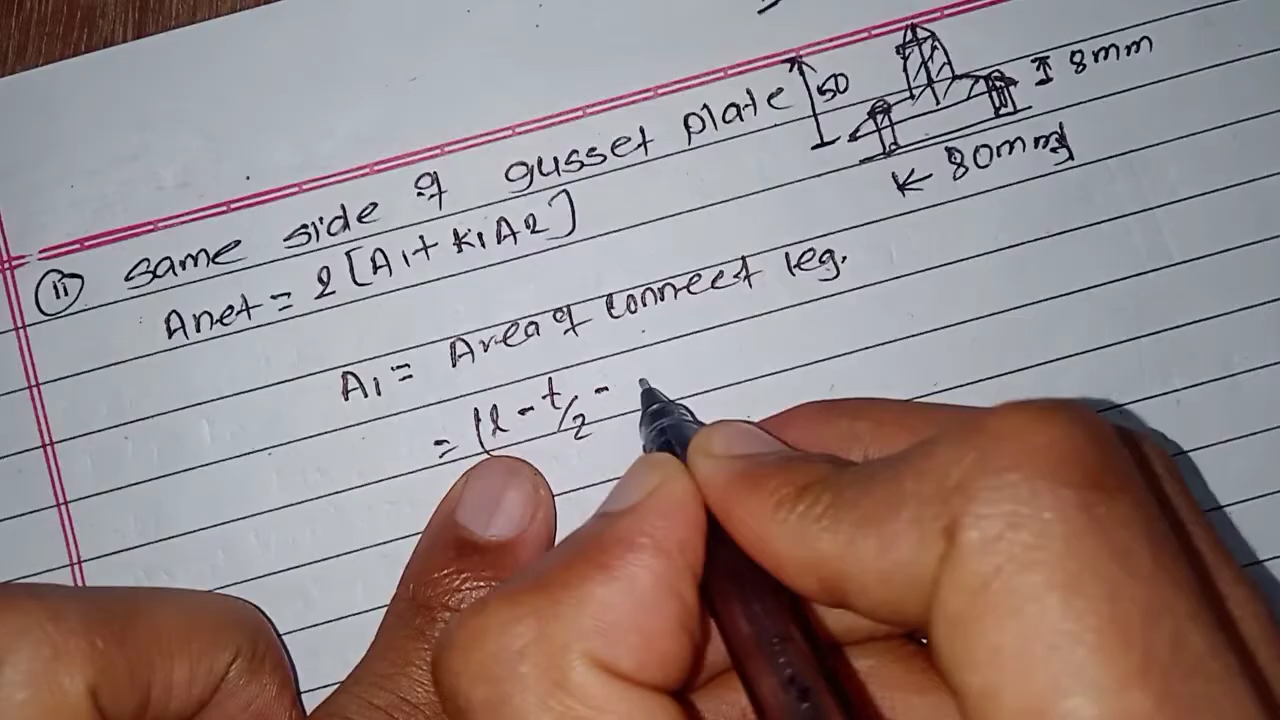 50
8mm
K 80mm
(ii) same side of gusset plate
Anet = 2[A1 + K1A2]
A1 = Area of connect leg.
= (l - t/2 -